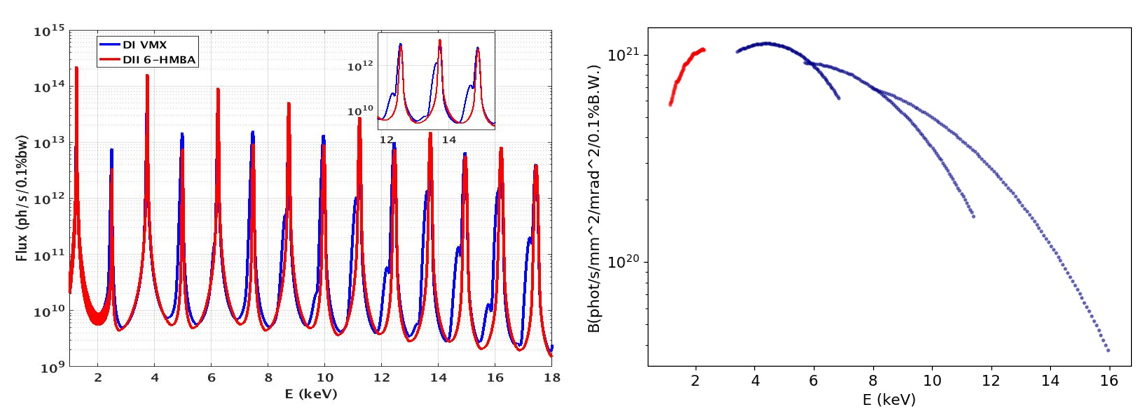 10^15
10^14
10^13
10^12
10^11
10^10
10^9
Flux (ph/s/0.1%bw)
DI VMX
DII 6-HMBA
10^12
10^10
12 14
2 4 6 8 10 12 14 16 18
E (keV)
10^21
10^20
B(phot/s/mm^2/mrad^2/0.1%B.W.)
2 4 6 8 10 12 14 16
E (keV)